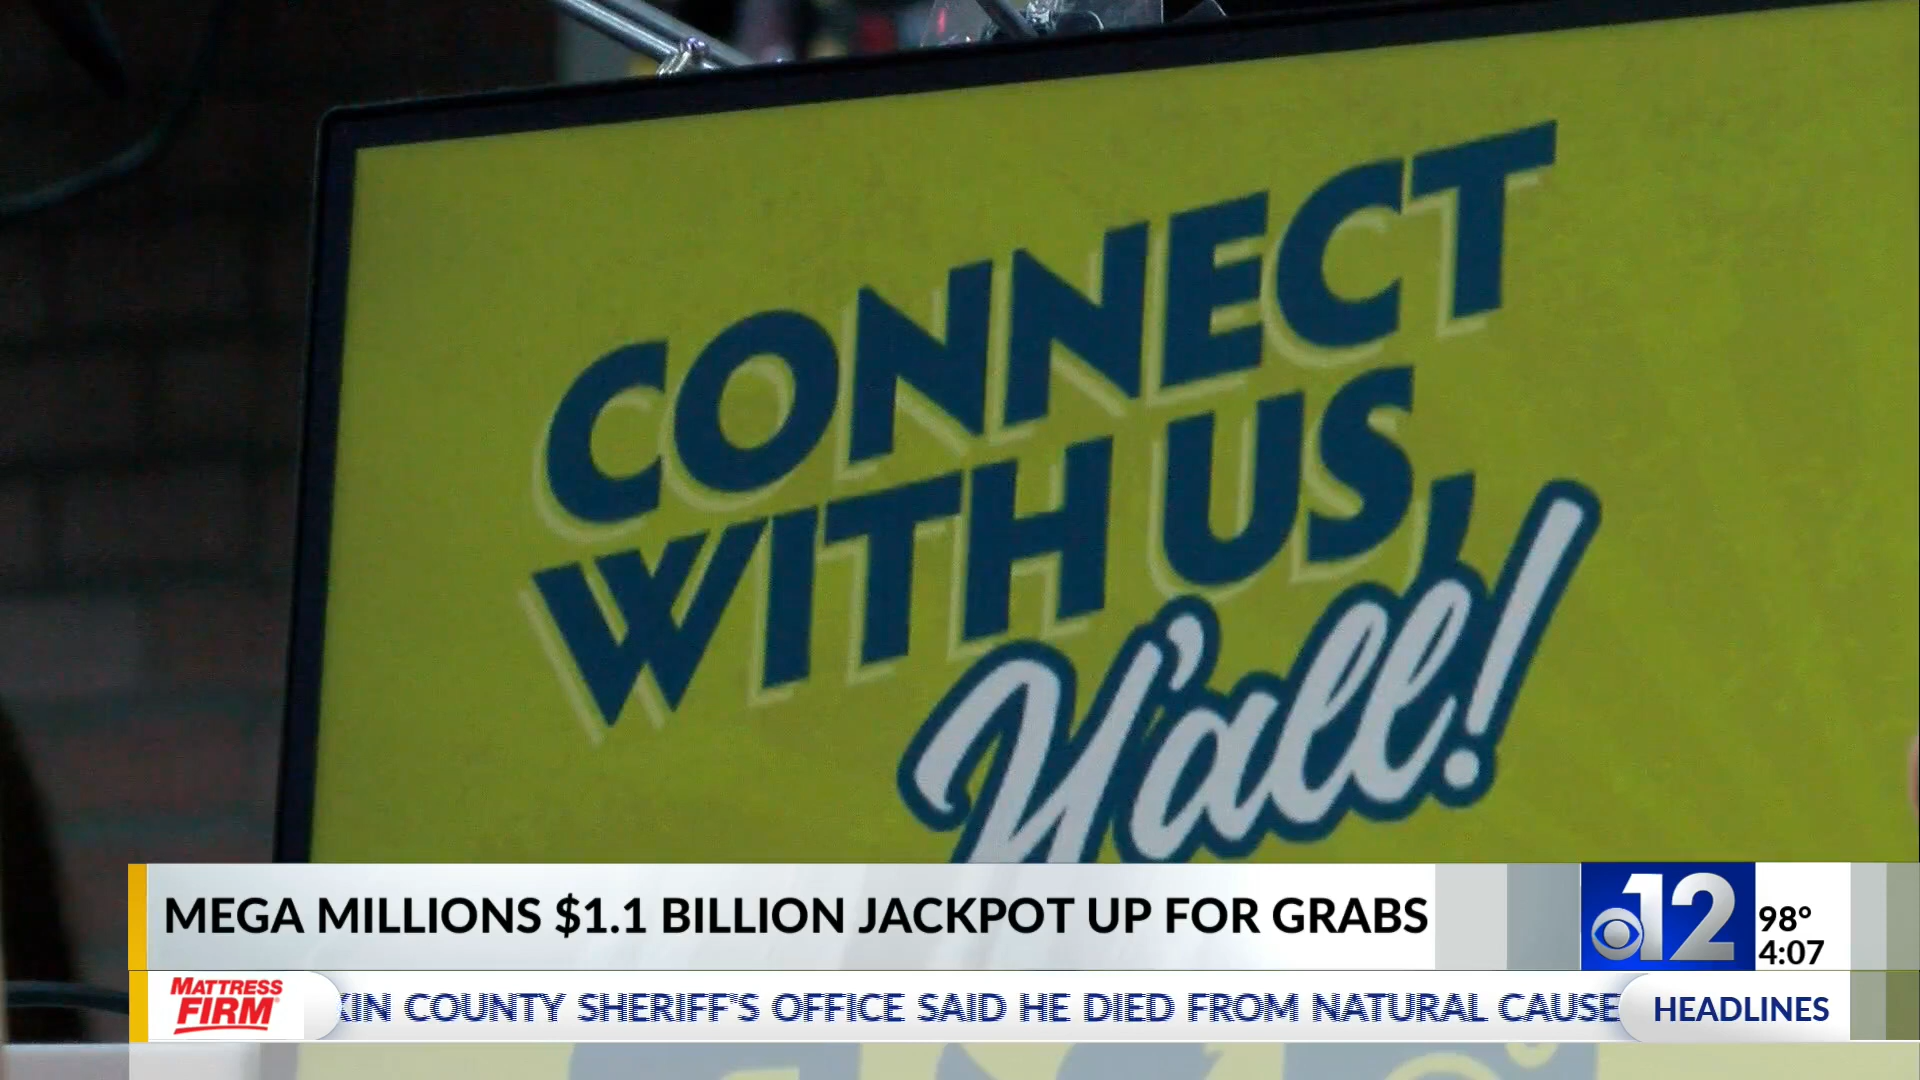 CONNECT
WITH US,
Y'all!
MEGA MILLIONS $1.1 BILLION JACKPOT UP FOR GRABS
12
98°
4:07
MATTRESS
FIRM
KIN COUNTY SHERIFF'S OFFICE SAID HE DIED FROM NATURAL CAUSE
HEADLINES